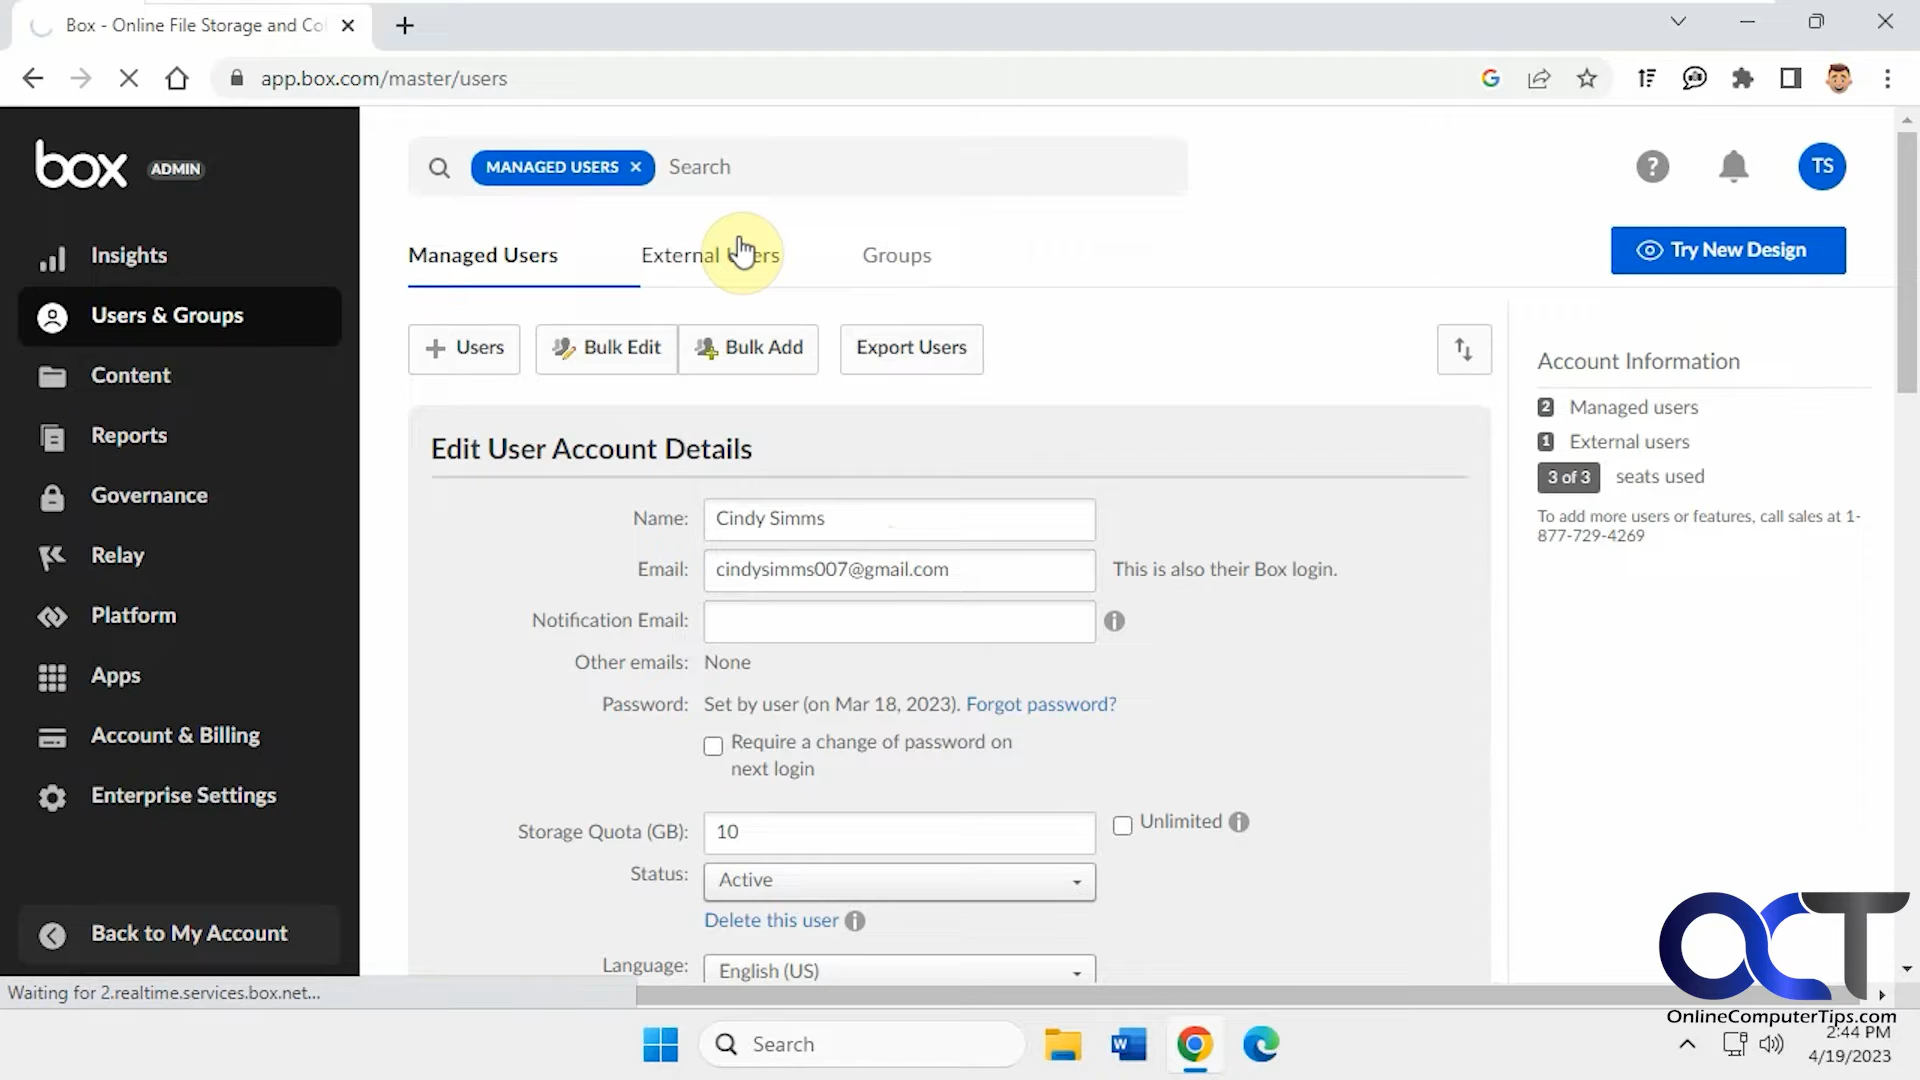 Box - Online File Storage and Col
app.box.com/master/users
box ADMIN
MANAGED USERS × Search
TS
Managed Users
External Users
Groups
Try New Design
Insights
Users & Groups
Content
Reports
Governance
Relay
Platform
Apps
Account & Billing
Enterprise Settings
Back to My Account
+ Users
Bulk Edit
Bulk Add
Export Users
Edit User Account Details
Name: Cindy Simms
Email: cindysimms007@gmail.com This is also their Box login.
Notification Email:
Other emails: None
Password: Set by user (on Mar 18, 2023). Forgot password?
Require a change of password on
next login
Storage Quota (GB): 10 Unlimited
Status: Active
Delete this user
Language: English (US)
Account Information
2 Managed users
1 External users
3 of 3 seats used
To add more users or features, call sales at 1-
877-729-4269
Waiting for 2.realtime.services.box.net...
OCT
OnlineComputerTips.com
Search
2:44 PM
4/19/2023